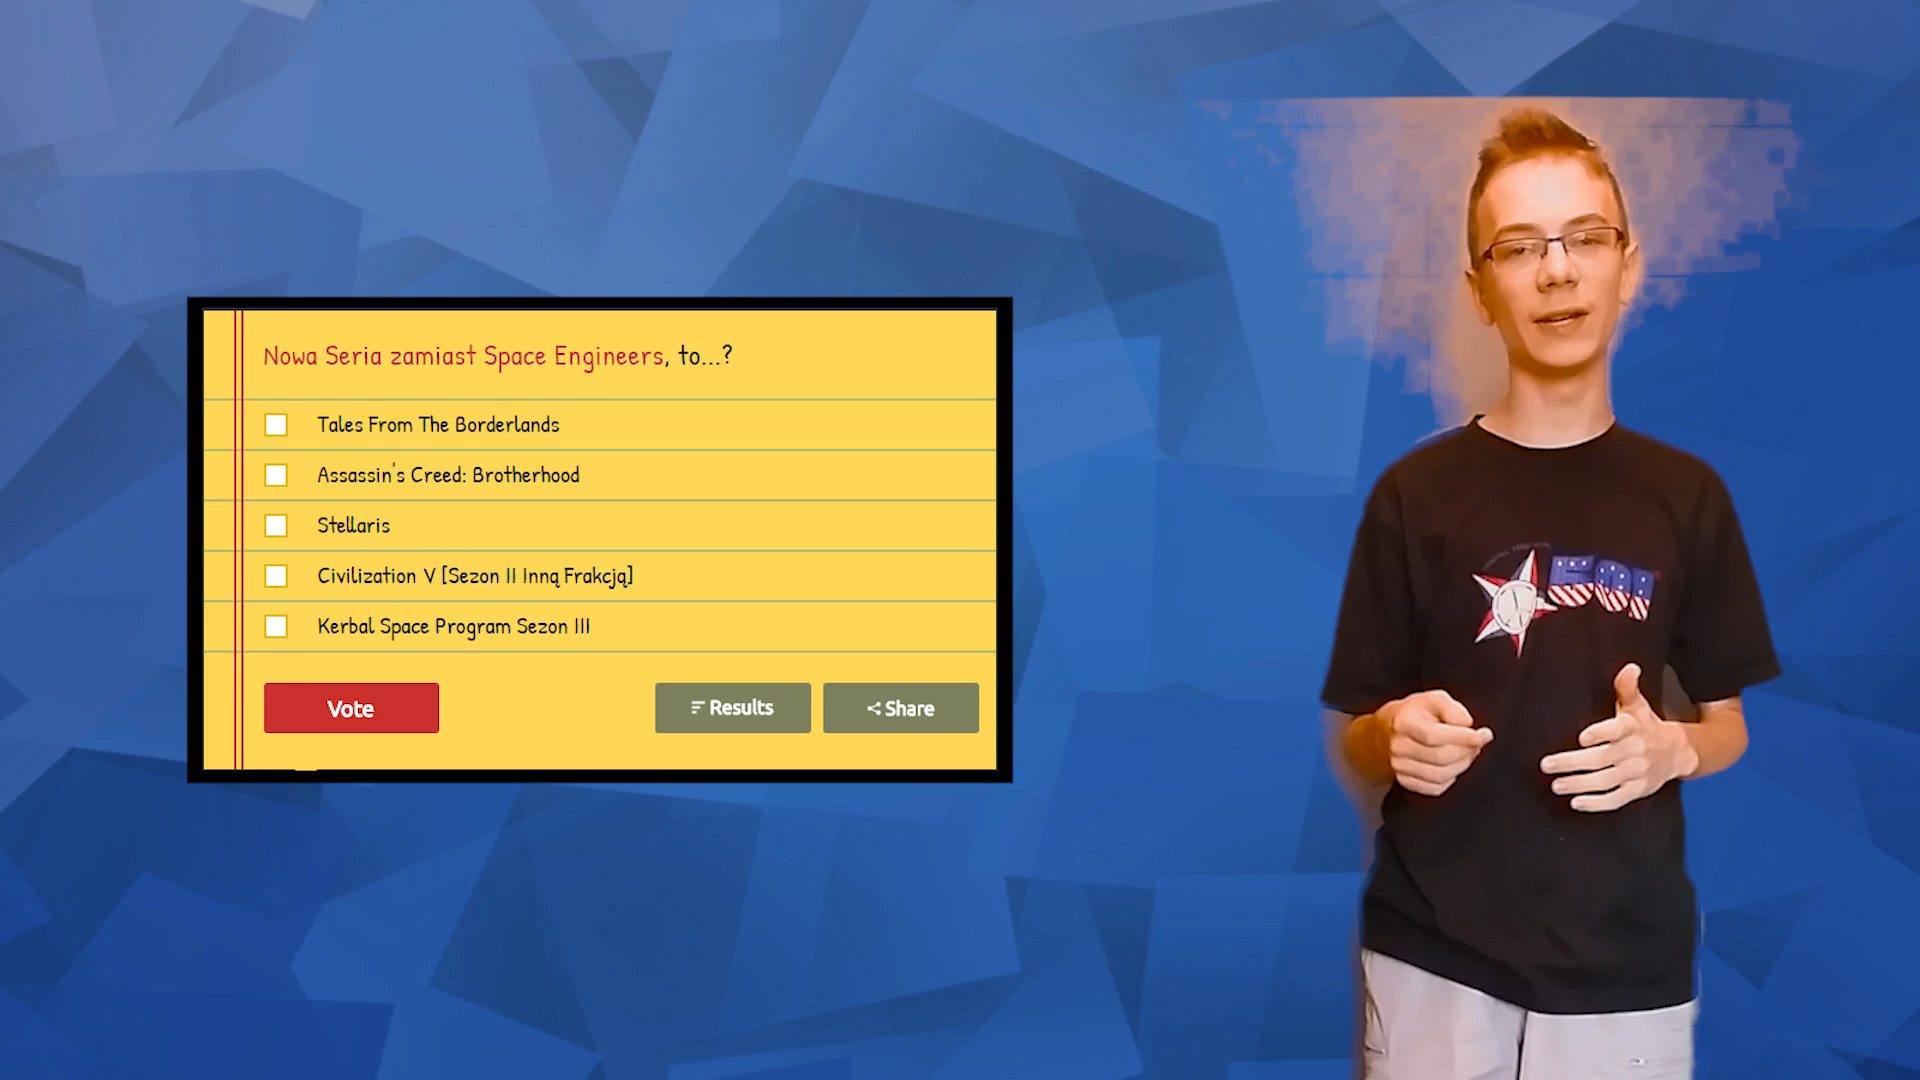 Nowa Seria zamiast Space Engineers, to...?
Tales From The Borderlands
Assassin's Creed: Brotherhood
Stellaris
Civilization V [Sezon II Inną Frakcją]
Kerbal Space Program Sezon III
Vote
Results
Share